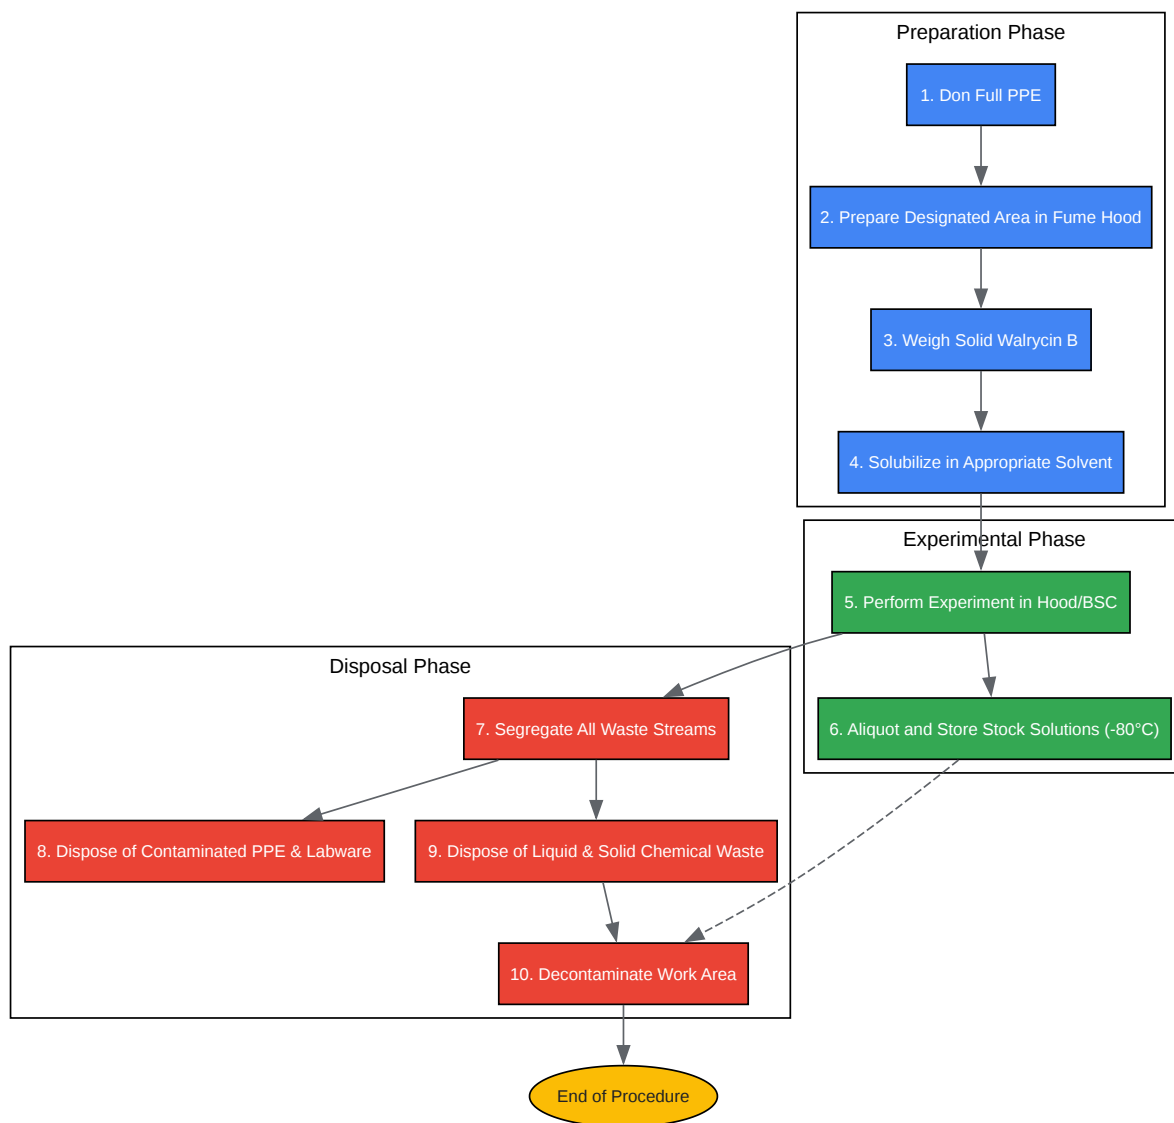 Preparation Phase
1. Don Full PPE
2. Prepare Designated Area in Fume Hood
3. Weigh Solid Walrycin B
4. Solubilize in Appropriate Solvent
Experimental Phase
5. Perform Experiment in Hood/BSC
6. Aliquot and Store Stock Solutions (-80°C)
Disposal Phase
7. Segregate All Waste Streams
8. Dispose of Contaminated PPE & Labware
9. Dispose of Liquid & Solid Chemical Waste
10. Decontaminate Work Area
End of Procedure